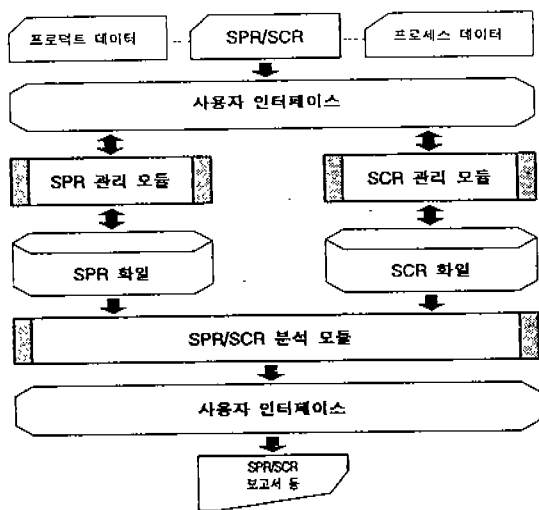 프로덕트 데이터
SPR/SCR
프로세스 데이터
사용자 인터페이스
SPR 관리 모듈
SCR 관리 모듈
SPR 화일
SCR 화일
SPR/SCR 분석 모듈
사용자 인터페이스
SPR/SCR
보고서 등